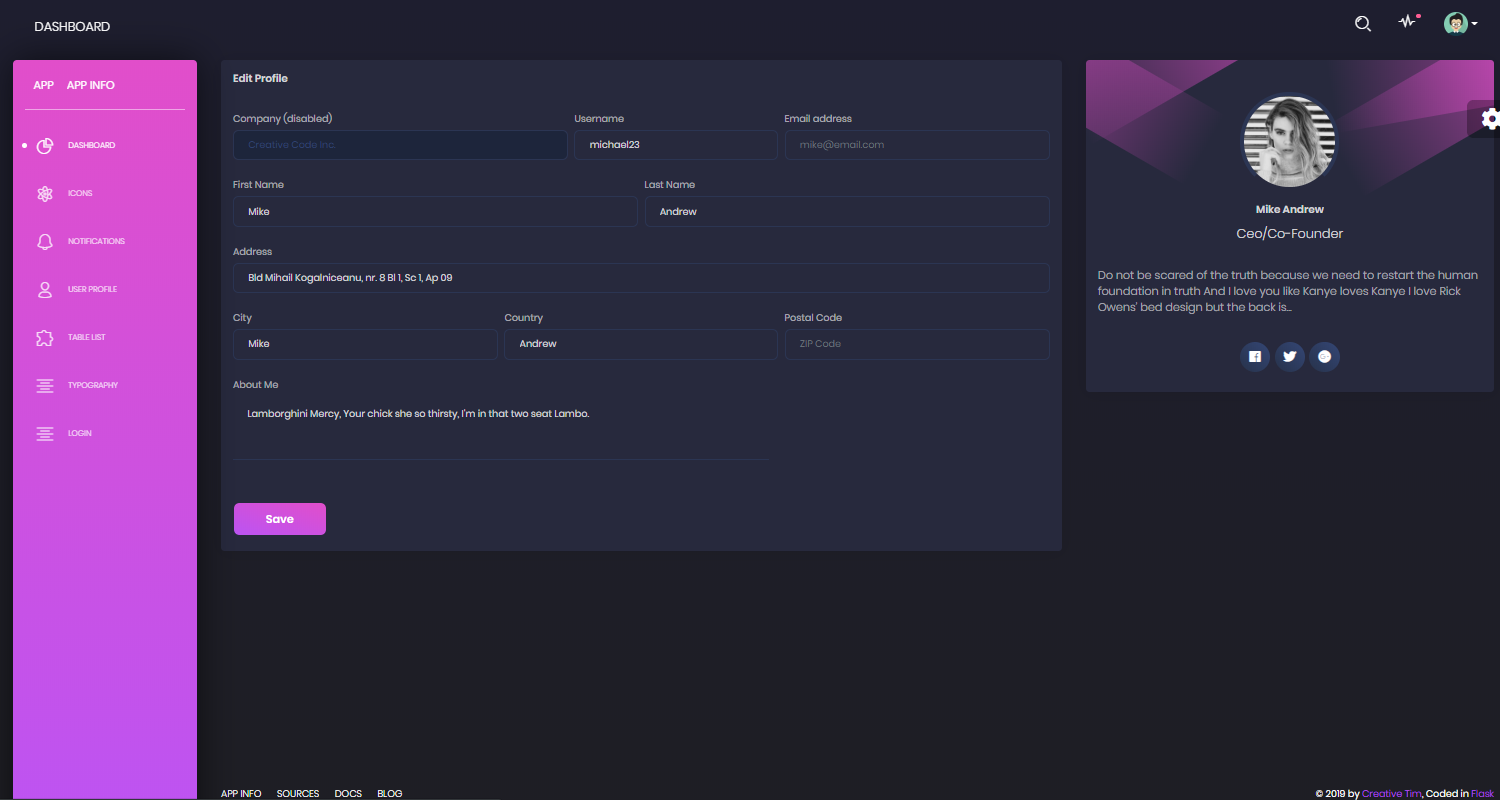 DASHBOARD
APP APP INFO
DASHBOARD
ICONS
NOTIFICATIONS
USER PROFILE
TABLE LIST
TYPOGRAPHY
LOGIN
Edit Profile
Company (disabled) Username Email address
Creative Code Inc. michael23 mike@email.com
First Name Last Name
Mike Andrew
Address
Bld Mihail Kogalniceanu, nr. 8 Bl 1, Sc 1, Ap 09
City Country Postal Code
Mike Andrew ZIP Code
About Me
Lamborghini Mercy, Your chick she so thirsty, I'm in that two seat Lambo.
Save
Mike Andrew
Ceo/Co-Founder
Do not be scared of the truth because we need to restart the human
foundation in truth And I love you like Kanye loves Kanye I love Rick
Owens' bed design but the back is...
APP INFO SOURCES DOCS BLOG
© 2019 by Creative Tim, Coded in Flask